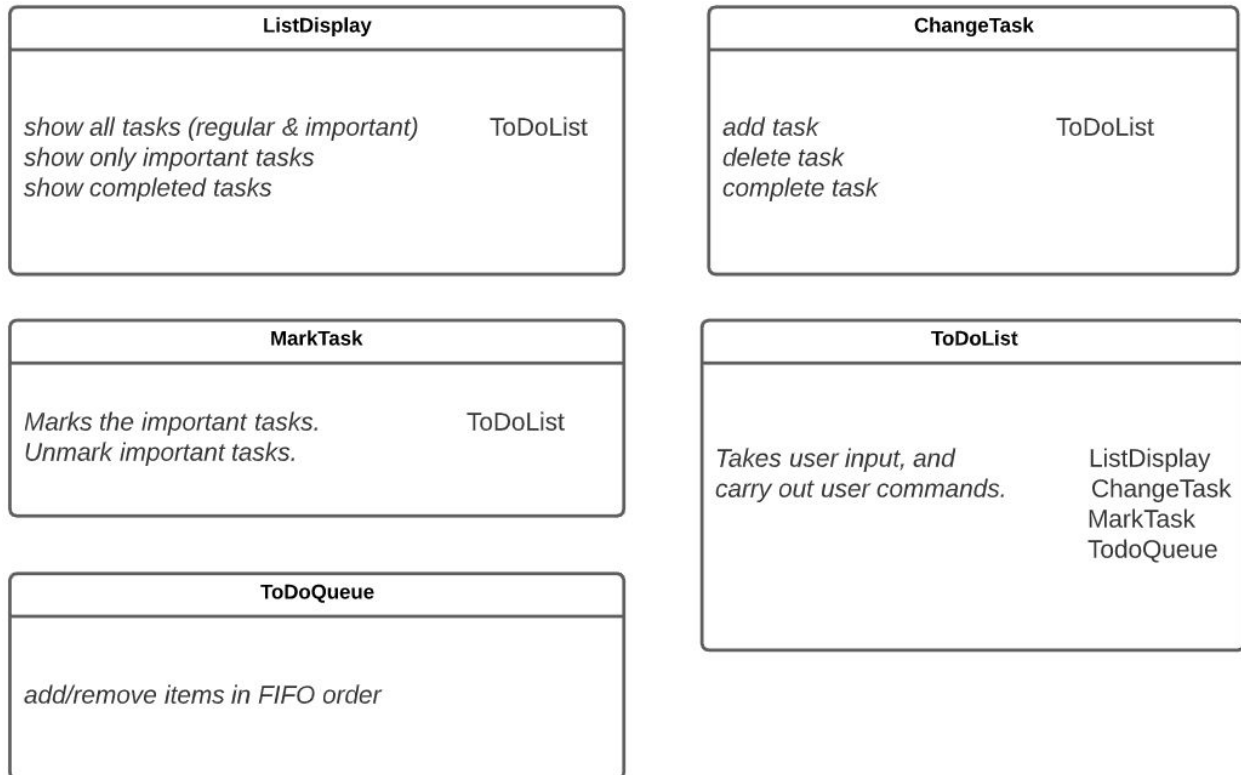 ListDisplay
show all tasks (regular & important) ToDoList
show only important tasks
show completed tasks
ChangeTask
add task ToDoList
delete task
complete task
MarkTask
Marks the important tasks. ToDoList
Unmark important tasks.
ToDoList
Takes user input, and ListDisplay
carry out user commands. ChangeTask
MarkTask
TodoQueue
ToDoQueue
add/remove items in FIFO order